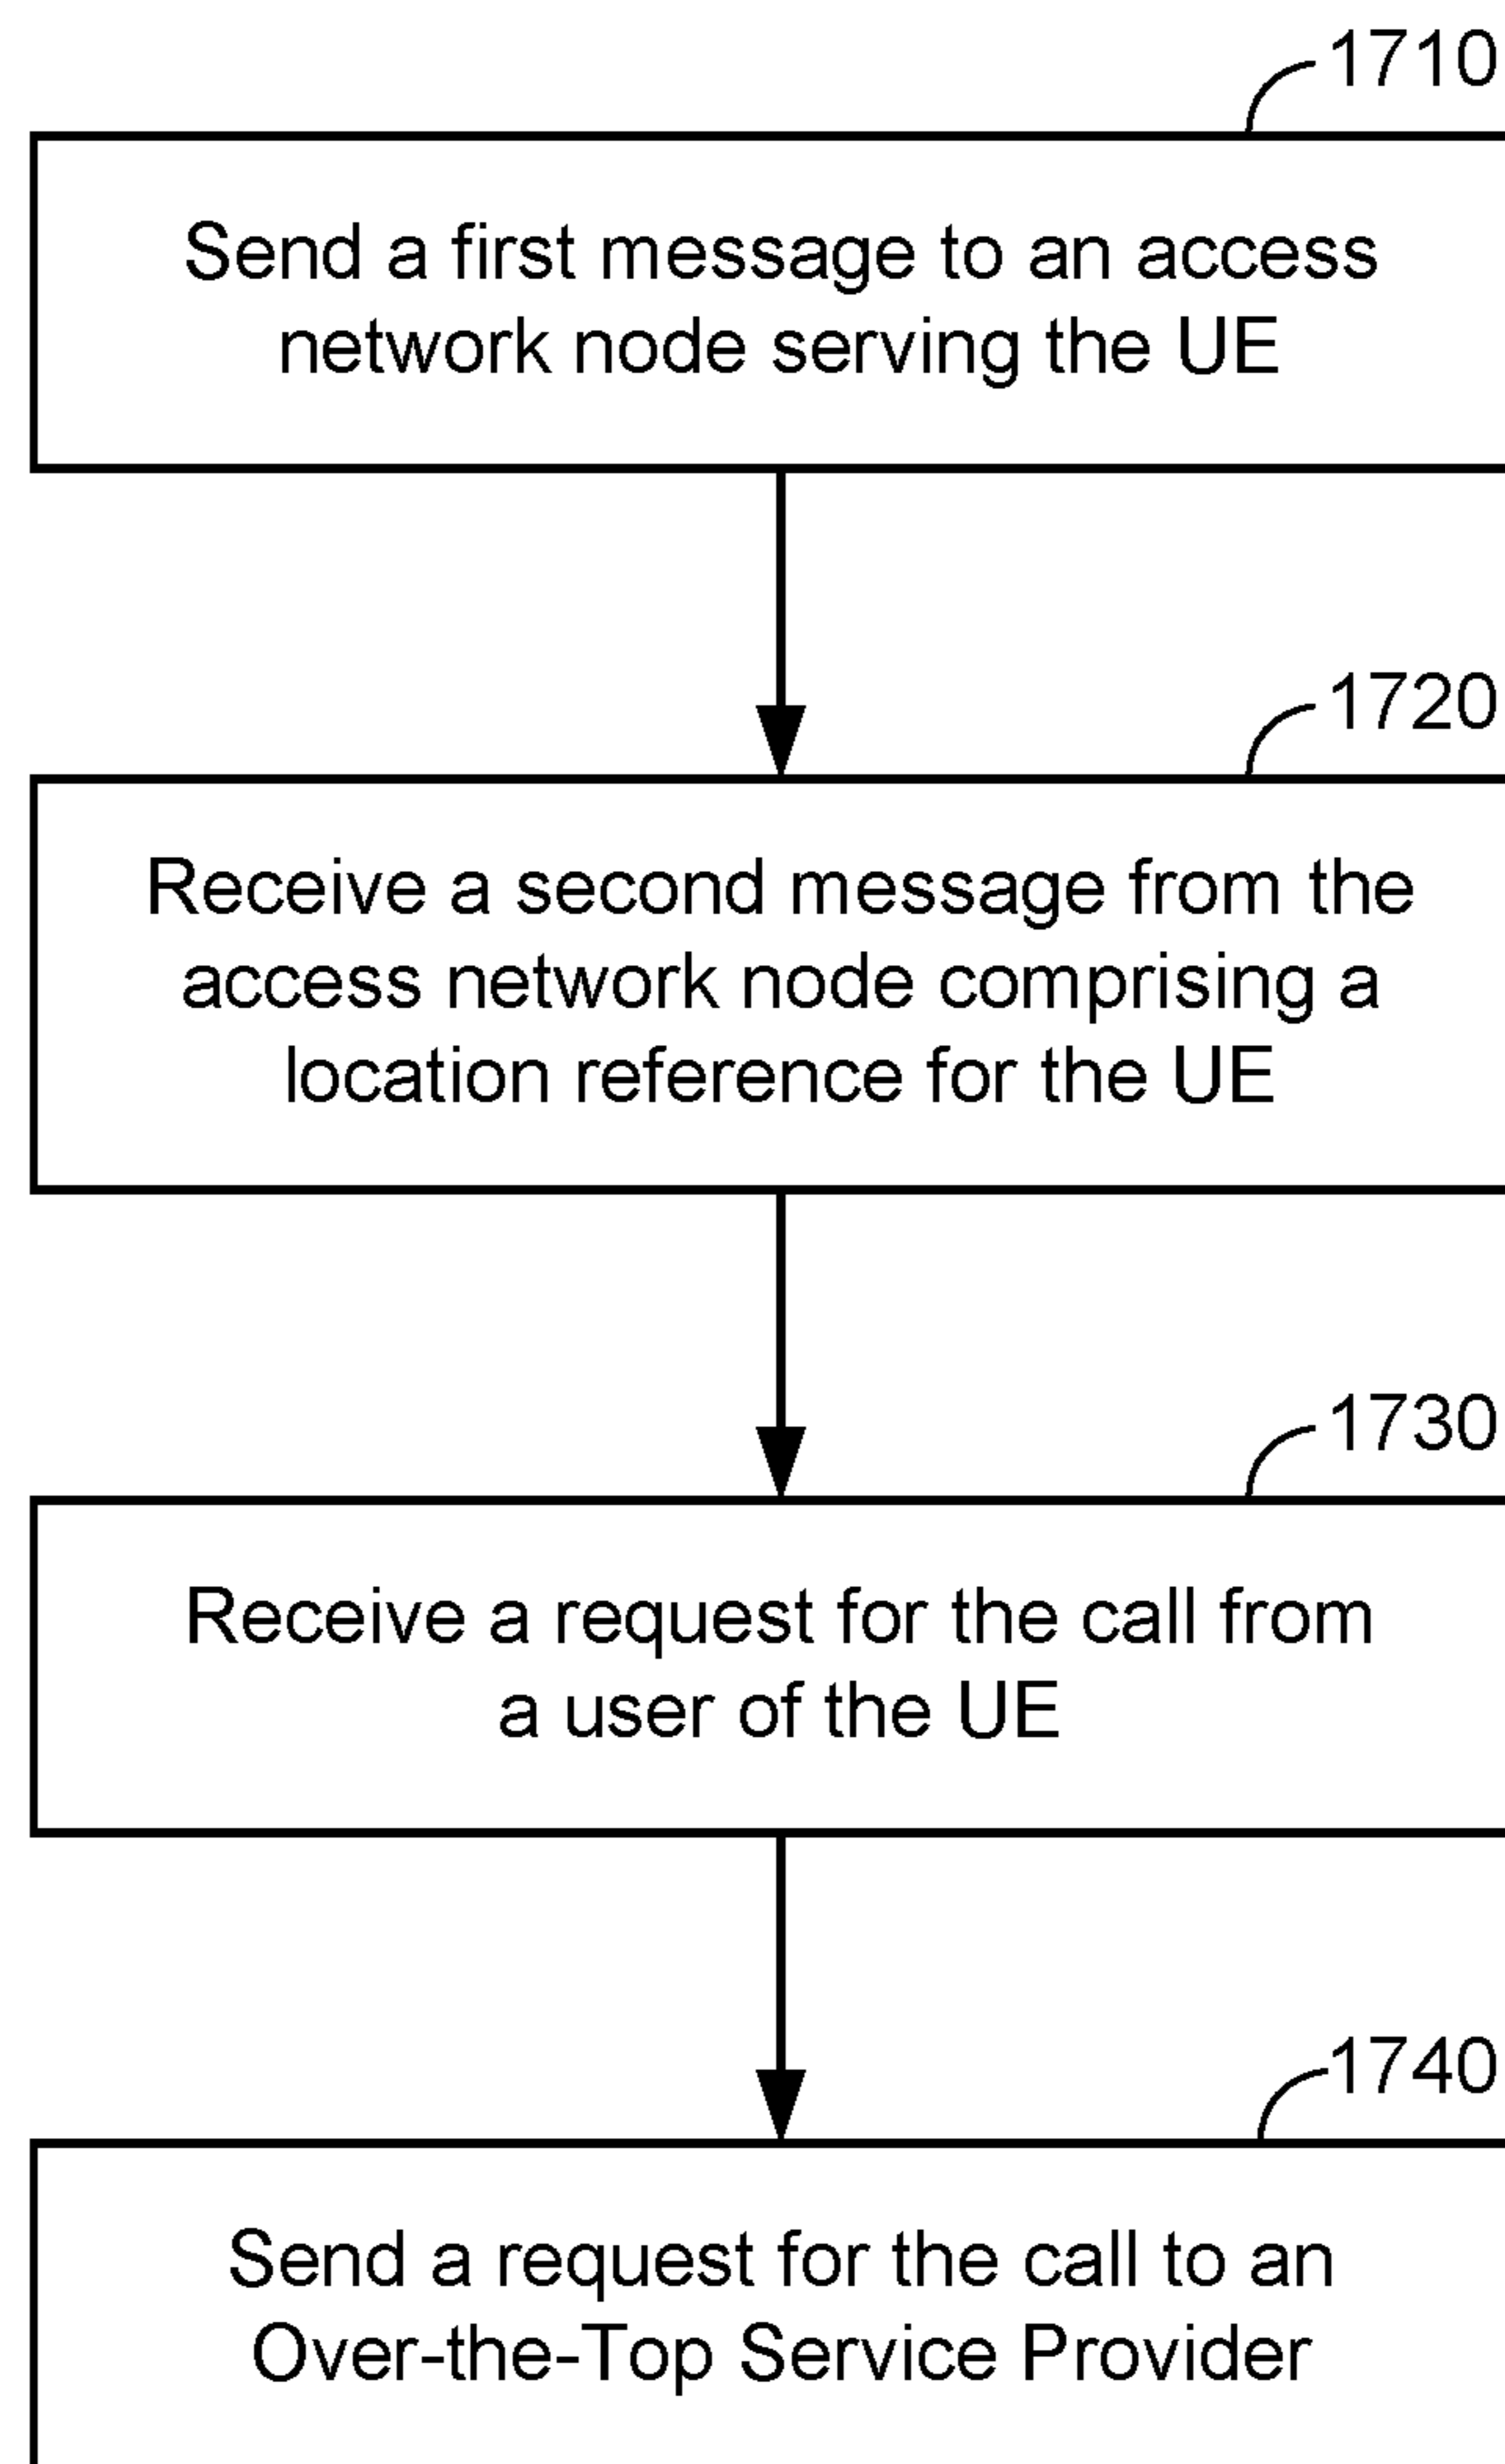 1710
Send a first message to an access
network node serving the UE
1720
Receive a second message from the
access network node comprising a
location reference for the UE
1730
Receive a request for the call from
a user of the UE
1740
Send a request for the call to an
Over-the-Top Service Provider